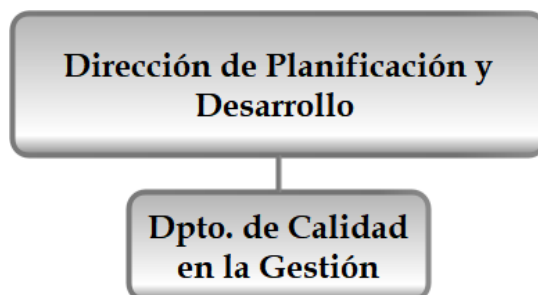 Dirección de Planificación y
Desarrollo
Dpto. de Calidad
en la Gestión